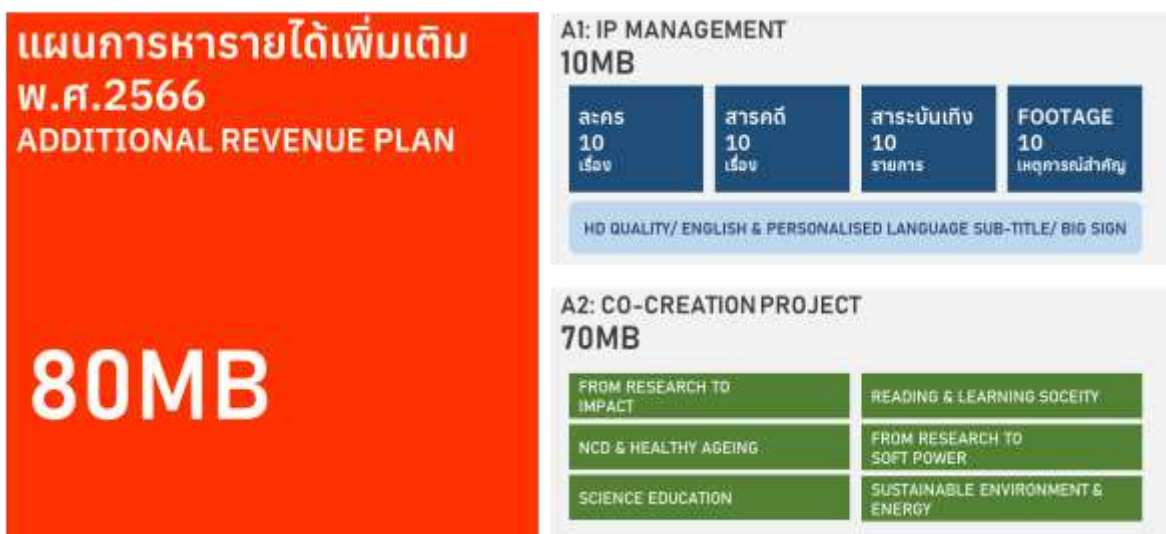 แผนการหารายได้เพิ่มเติม
พ.ศ.2566
ADDITIONAL REVENUE PLAN
80MB
A1: IP MANAGEMENT
10MB
ละคร
10
เรื่อง
สารคดี
10
เรื่อง
สาระบันเทิง
10
รายการ
FOOTAGE
10
เหตุการณ์สำคัญ
HD QUALITY/ ENGLISH & PERSONALISED LANGUAGE SUB-TITLE/ BIG SIGN
A2: CO-CREATION PROJECT
70MB
FROM RESEARCH TO
IMPACT
READING & LEARNING SOCEITY
NCD & HEALTHY AGEING
FROM RESEARCH TO
SOFT POWER
SCIENCE EDUCATION
SUSTAINABLE ENVIRONMENT &
ENERGY